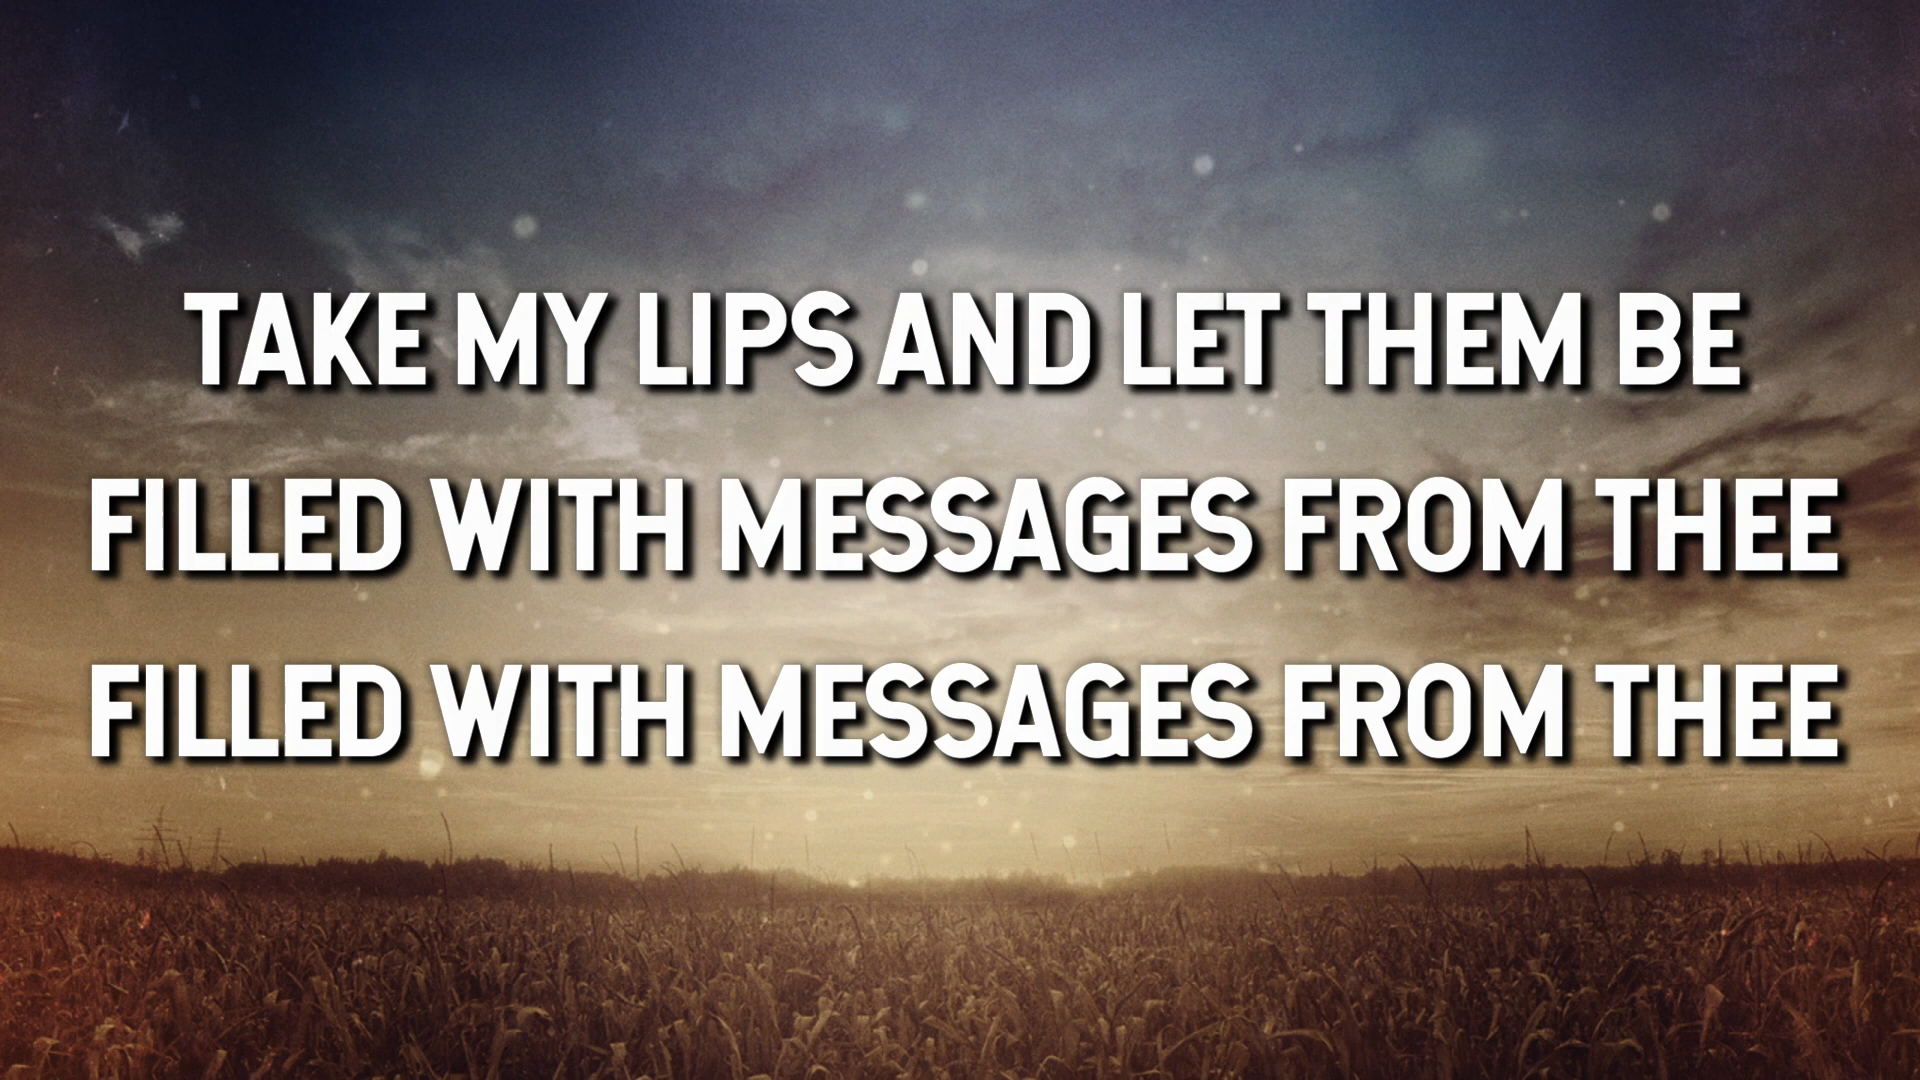 TAKE MY LIPS AND LET THEM BE
FILLED WITH MESSAGES FROM THEE
FILLED WITH MESSAGES FROM THEE